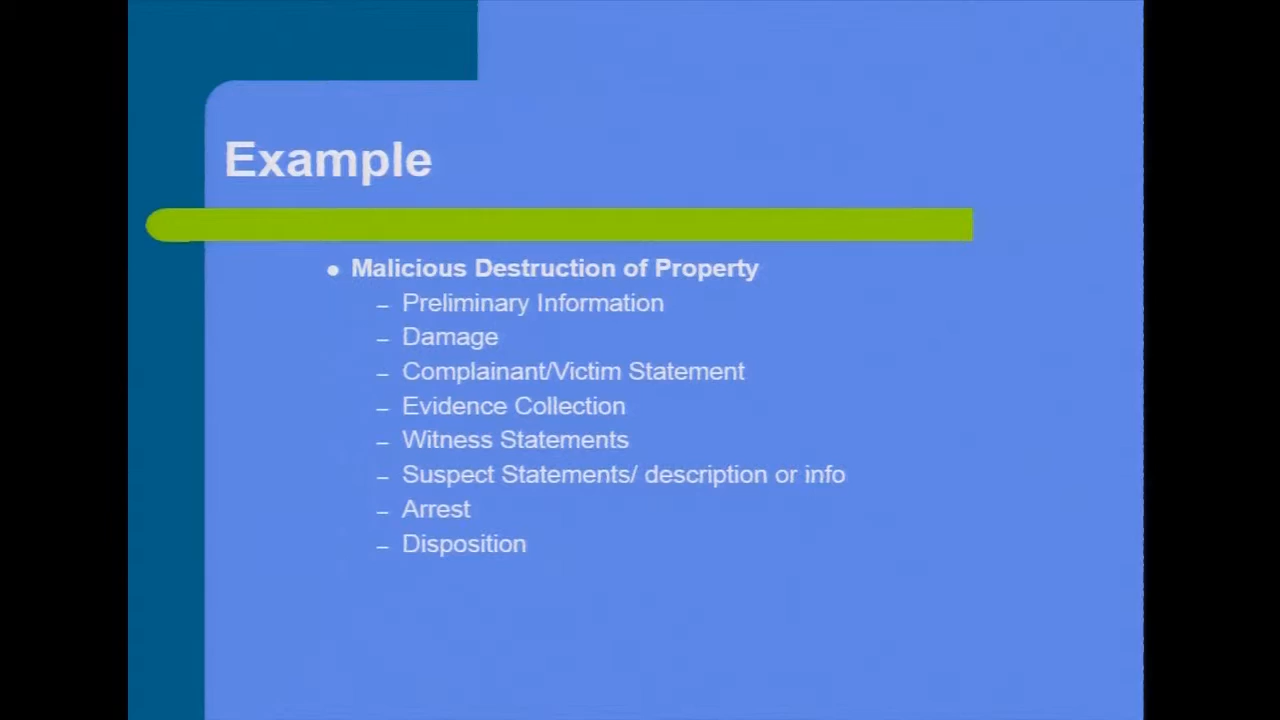 Example
● Malicious Destruction of Property
– Preliminary Information
– Damage
– Complainant/Victim Statement
– Evidence Collection
– Witness Statements
– Suspect Statements/ description or info
– Arrest
– Disposition